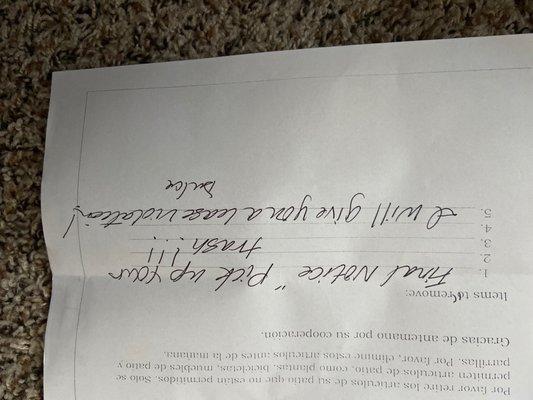 Por favor retire los artículos de su patio que no están permitidos. Solo se
permiten artículos de patio, como plantas, bicicletas, muebles de patio y
parrillas. Por favor, elimine estos artículos antes de la mañana.
Gracias de antemano por su cooperacion.
Items to remove:
1. Final Notice "Pick up your
2.
3. trash!!!
4.
5. I will give you a lease violation!